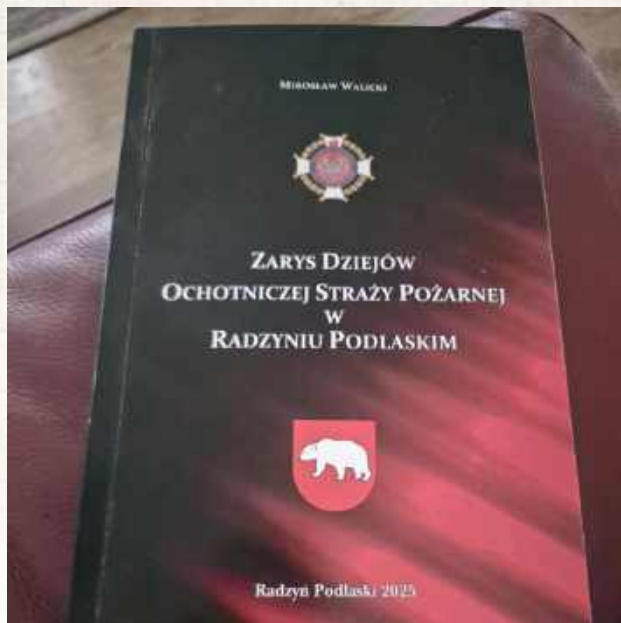 Mirosław Walicki
Zarys Dziejów
Ochotniczej Straży Pożarnej
w
Radzyniu Podlaskim
Radzyń Podlaski 2025